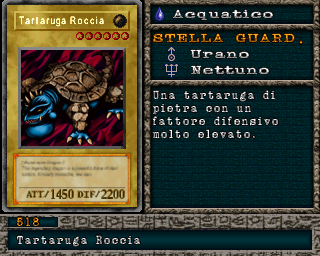 Tartaruga Roccia
ATT/1450 DIF/2200
Acquatico
STELLA GUARD.
Urano
Nettuno
Una tartaruga di
pietra con un
fattore difensivo
molto elevato.
518
Tartaruga Roccia